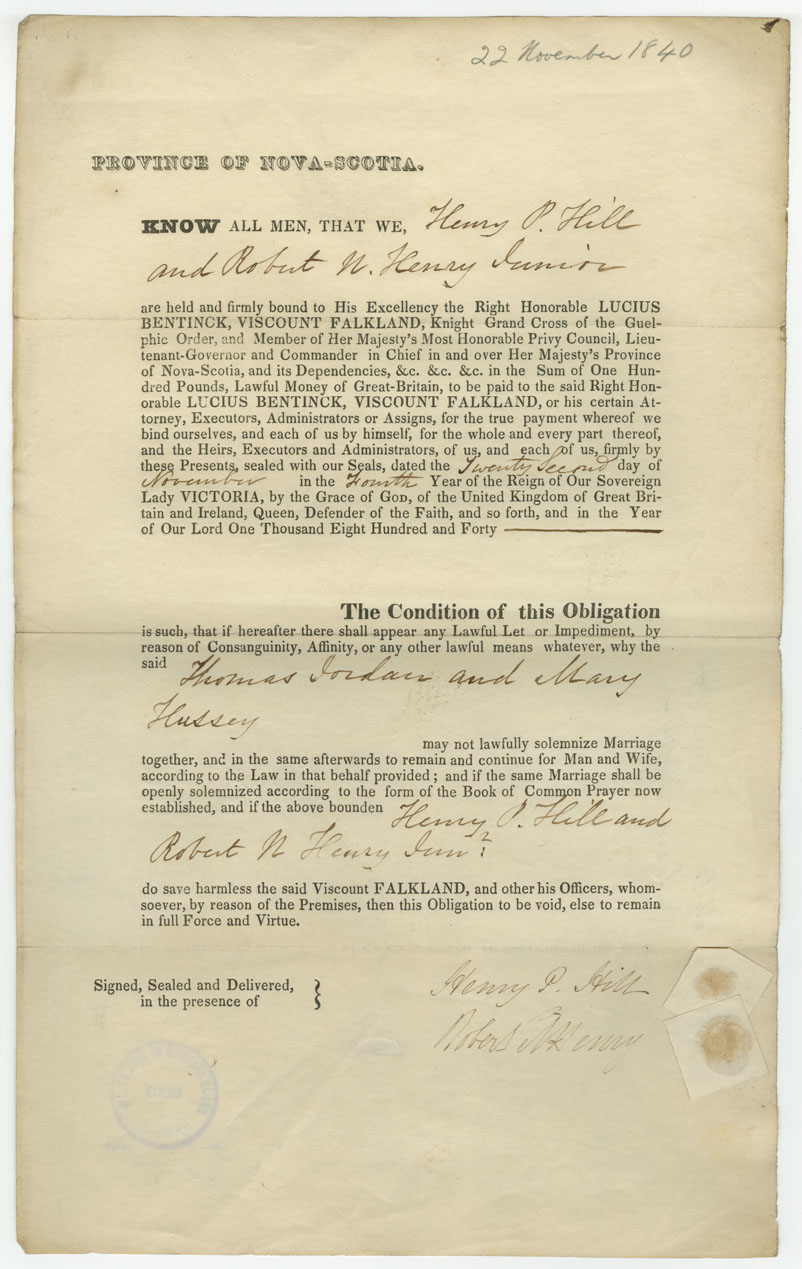 22 November 1840
PROVINCE OF NOVA-SCOTIA.
KNOW ALL MEN, THAT WE, Henry P. Hill
and Robert N. Henry Junior
are held and firmly bound to His Excellency the Right Honorable LUCIUS
BENTINCK, VISCOUNT FALKLAND, Knight Grand Cross of the Guel-
phic Order, and Member of Her Majesty's Most Honorable Privy Council, Lieu-
tenant-Governor and Commander in Chief in and over Her Majesty's Province
of Nova-Scotia, and its Dependencies, &c. &c. &c. in the Sum of One Hun-
dred Pounds, Lawful Money of Great-Britain, to be paid to the said Right Hon-
orable LUCIUS BENTINCK, VISCOUNT FALKLAND, or his certain At-
torney, Executors, Administrators or Assigns, for the true payment whereof we
bind ourselves, and each of us by himself, for the whole and every part thereof,
and the Heirs, Executors and Administrators, of us, and each of us, firmly by
these Presents, sealed with our Seals, dated the Twenty Second day of
November in the Fourth Year of the Reign of Our Sovereign
Lady VICTORIA, by the Grace of GOD, of the United Kingdom of Great Bri-
tain and Ireland, Queen, Defender of the Faith, and so forth, and in the Year
of Our Lord One Thousand Eight Hundred and Forty
The Condition of this Obligation
is such, that if hereafter there shall appear any Lawful Let or Impediment, by
reason of Consanguinity, Affinity, or any other lawful means whatever, why the
said Thomas Jordan and Mary
Hussey
may not lawfully solemnize Marriage
together, and in the same afterwards to remain and continue for Man and Wife,
according to the Law in that behalf provided; and if the same Marriage shall be
openly solemnized according to the form of the Book of Common Prayer now
established, and if the above bounden Henry P. Hill and
Robert N Henry Junr.
do save harmless the said Viscount FALKLAND, and other his Officers, whom-
soever, by reason of the Premises, then this Obligation to be void, else to remain
in full Force and Virtue.
Signed, Sealed and Delivered,
in the presence of
Henry P. Hill
Robert N Henry